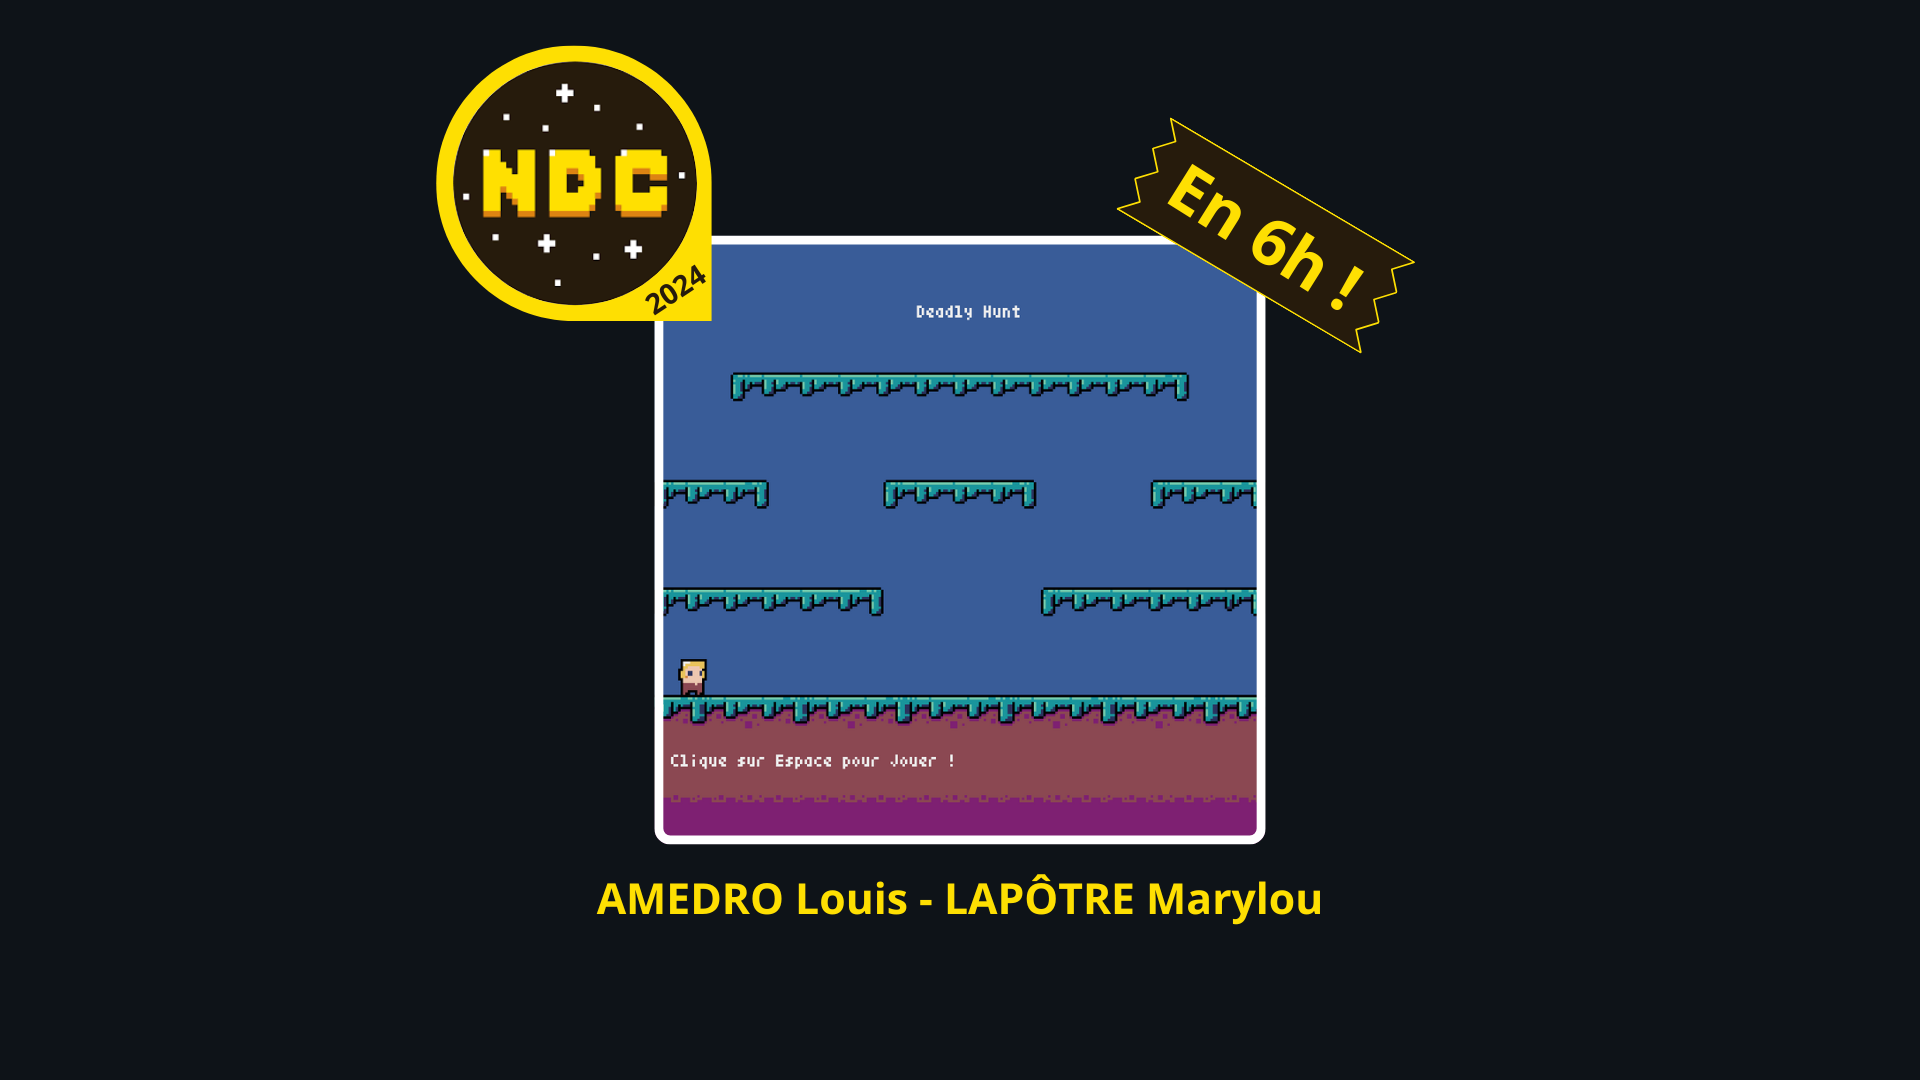 NDC
2024
En 6h !
Deadly Hunt
Clique sur Espace pour Jouer !
AMEDRO Louis - LAPÔTRE Marylou